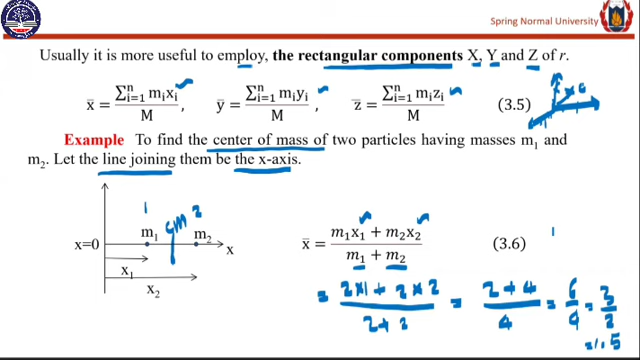 Spring Normal University
Usually it is more useful to employ, the rectangular components X, Y and Z of r.
x̄ = ∑ⁿᵢ₌₁ mᵢxᵢ / M, ȳ = ∑ⁿᵢ₌₁ mᵢyᵢ / M, z̄ = ∑ⁿᵢ₌₁ mᵢzᵢ / M (3.5)
Example To find the center of mass of two particles having masses m₁ and
m₂. Let the line joining them be the x-axis.
1 cm 2
m₁ m₂
x=0 x
x₁
x₂
x̄ = m₁x₁ + m₂x₂ / m₁ + m₂ (3.6)
= 2×1 + 2×2 / 2+2 = 2+4 / 4 = 6/4 = 3/2
= 1.5